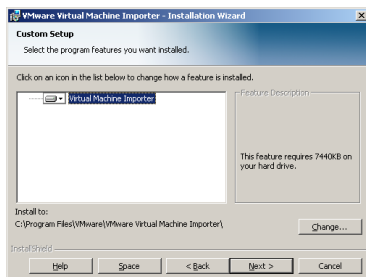 VMware Virtual Machine Importer - Installation Wizard
Custom Setup
Select the program features you want installed.
Click on an icon in the list below to change how a feature is installed.
Virtual Machine Importer
Feature Description
This feature requires 7440KB on
your hard drive.
Install to:
C:\Program Files\VMware\VMware Virtual Machine Importer\
Change...
InstallShield
Help
Space
< Back
Next >
Cancel